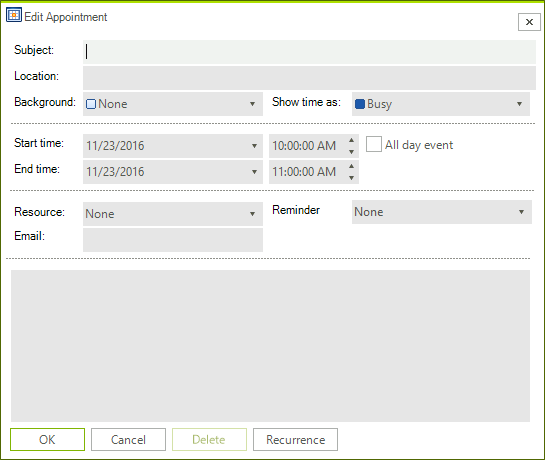 Edit Appointment
Subject:
Location:
Background: None Show time as: Busy
Start time: 11/23/2016 10:00:00 AM All day event
End time: 11/23/2016 11:00:00 AM
Resource: None Reminder None
Email:
OK Cancel Delete Recurrence